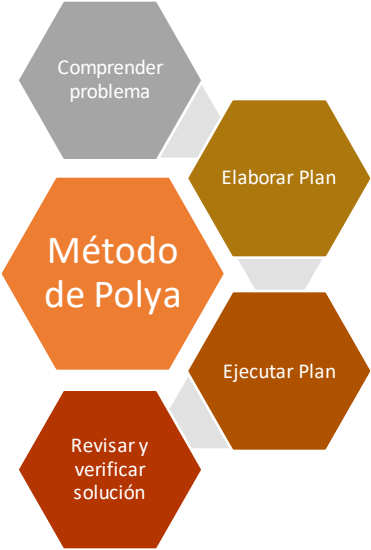 Comprender
problema
Elaborar Plan
Método
de Polya
Ejecutar Plan
Revisar y
verificar
solución